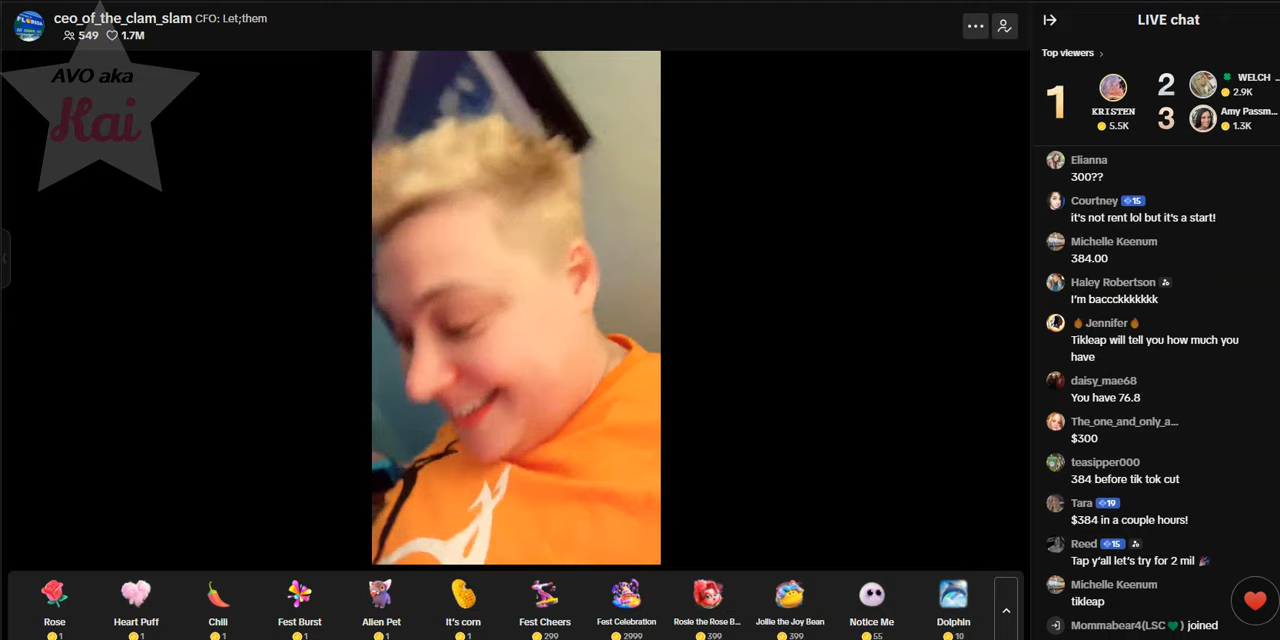 ceo_of_the_clam_slam CFO: Let;them
549 1.7M
AVO aka
Kai
LIVE chat
Top viewers
1
KRISTEN
5.5K
2
WELCH ...
2.9K
3
Amy Passm...
1.3K
Elianna
300??
Courtney 15
it's not rent lol but it's a start!
Michelle Keenum
384.00
Haley Robertson
I'm baccckkkkkkk
Jennifer
Tikleap will tell you how much you
have
daisy_mae68
You have 76.8
The_one_and_only_a...
$300
teasipper000
384 before tik tok cut
Tara 19
$384 in a couple hours!
Reed 15
Tap y'all let's try for 2 mil
Michelle Keenum
tikleap
Mommabear4(LSC) joined
Rose
1
Heart Puff
1
Chili
1
Fest Burst
1
Alien Pet
1
It's corn
1
Fest Cheers
299
Fest Celebration
2999
Rosie the Rose B...
399
Jollie the Joy Bean
399
Notice Me
55
Dolphin
10